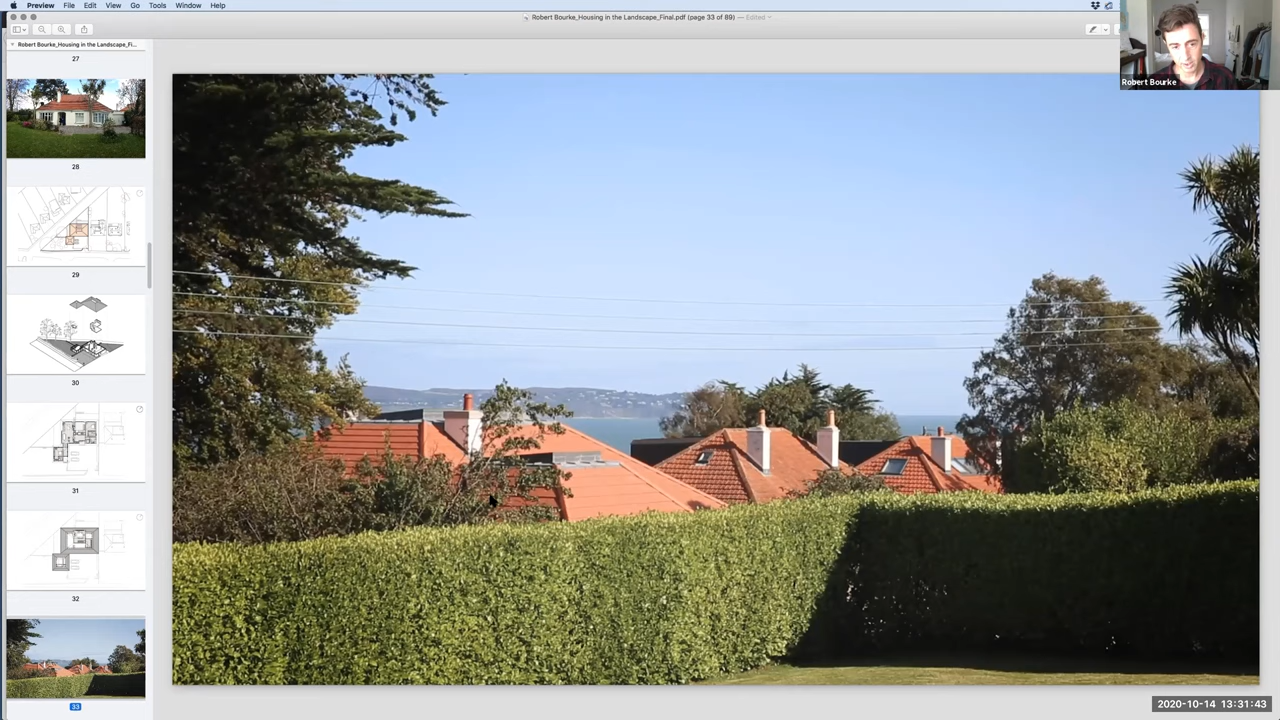 Preview File Edit View Go Tools Window Help
Robert Bourke_Housing in the Landscape_Final.pdf (page 33 of 89) — Edited
Robert Bourke_Housing in the Landscape_Fi...
27
28
29
30
31
32
33
Robert Bourke
2020-10-14 13:31:43